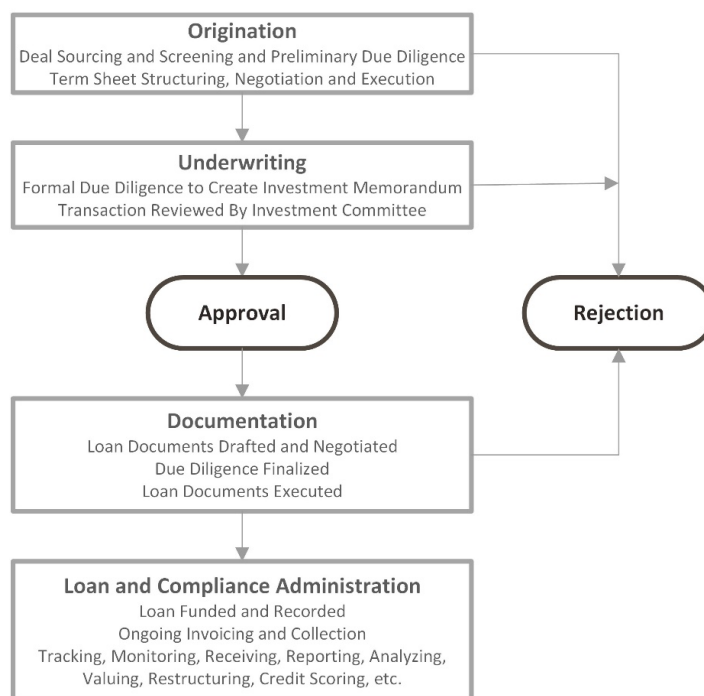 Origination
Deal Sourcing and Screening and Preliminary Due Diligence
Term Sheet Structuring, Negotiation and Execution
Underwriting
Formal Due Diligence to Create Investment Memorandum
Transaction Reviewed By Investment Committee
Approval
Rejection
Documentation
Loan Documents Drafted and Negotiated
Due Diligence Finalized
Loan Documents Executed
Loan and Compliance Administration
Loan Funded and Recorded
Ongoing Invoicing and Collection
Tracking, Monitoring, Receiving, Reporting, Analyzing,
Valuing, Restructuring, Credit Scoring, etc.